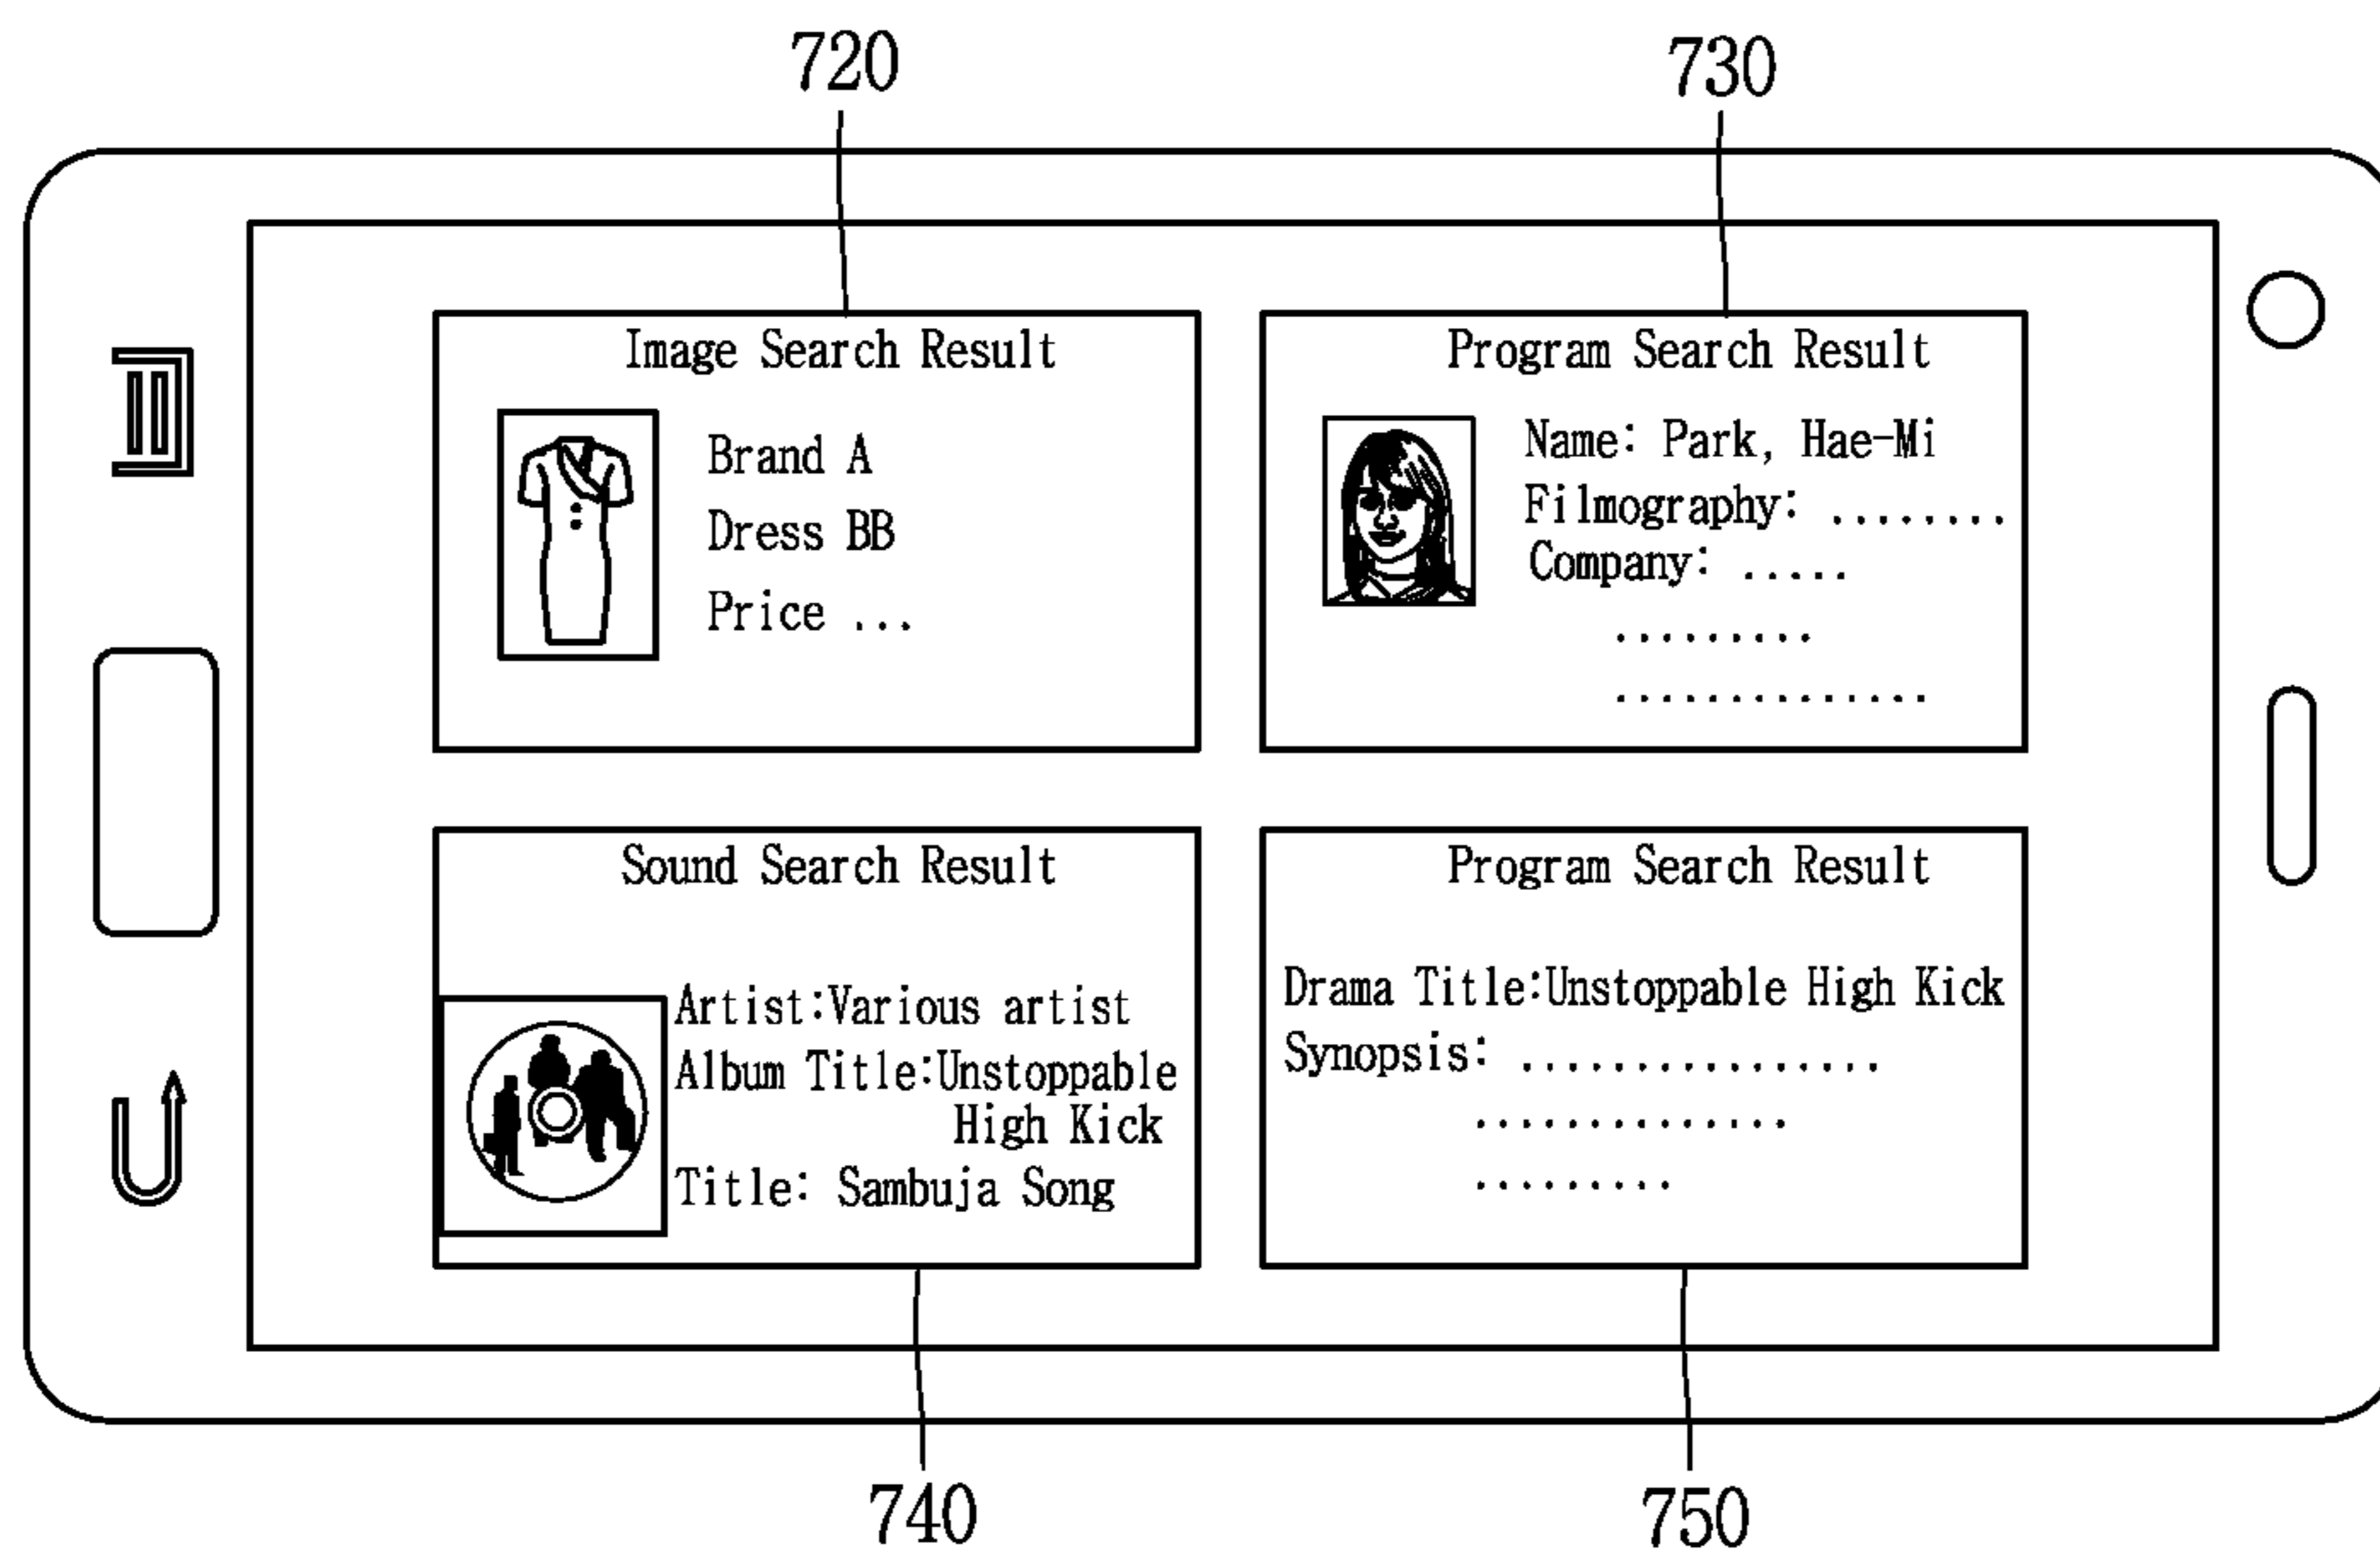 720
730
Image Search Result
Brand A
Dress BB
Price ...
Program Search Result
Name: Park, Hae-Mi
Filmography: ........
Company: .....
.........
..............
Sound Search Result
Artist:Various artist
Album Title:Unstoppable
High Kick
Title: Sambuja Song
Program Search Result
Drama Title:Unstoppable High Kick
Synopsis: ................
..............
.........
740
750